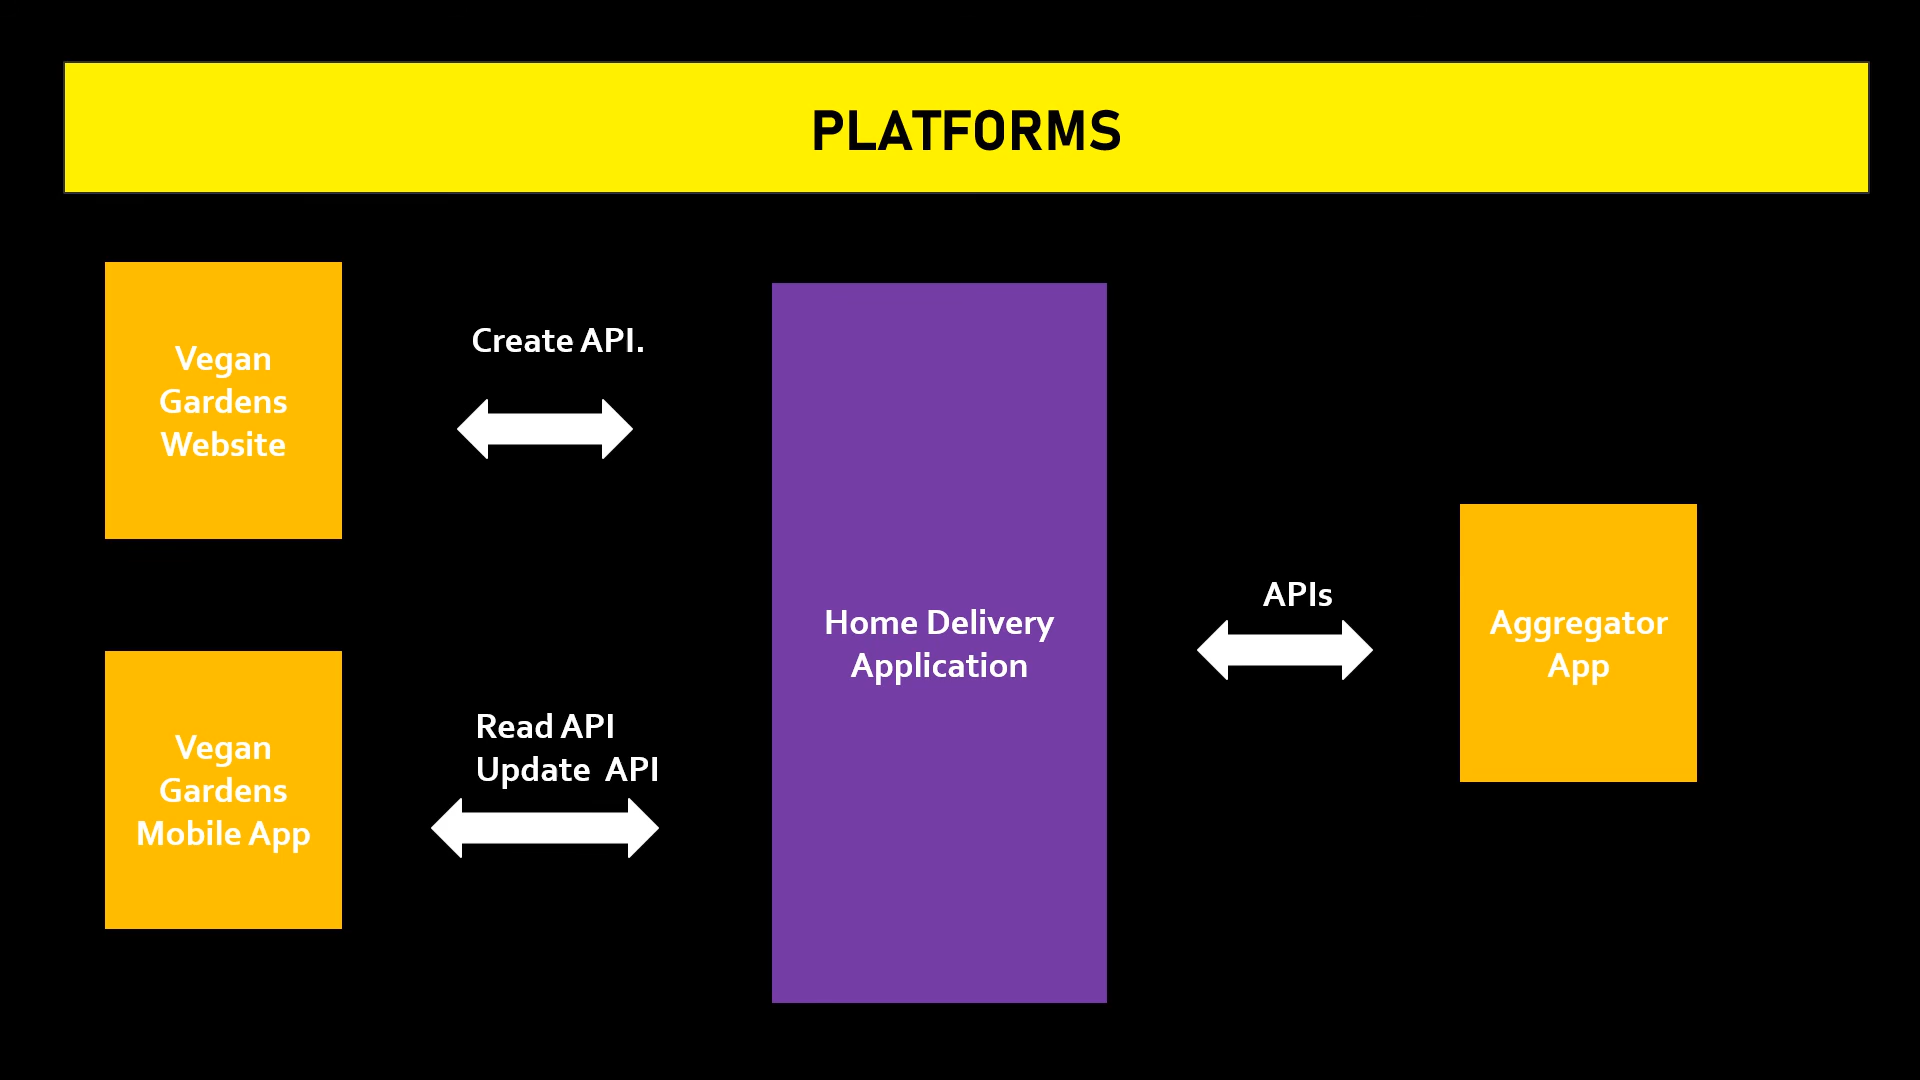 PLATFORMS
Vegan
Gardens
Website
Create API.
Vegan
Gardens
Mobile App
Read API
Update  API
Home Delivery
Application
APIs
Aggregator
App